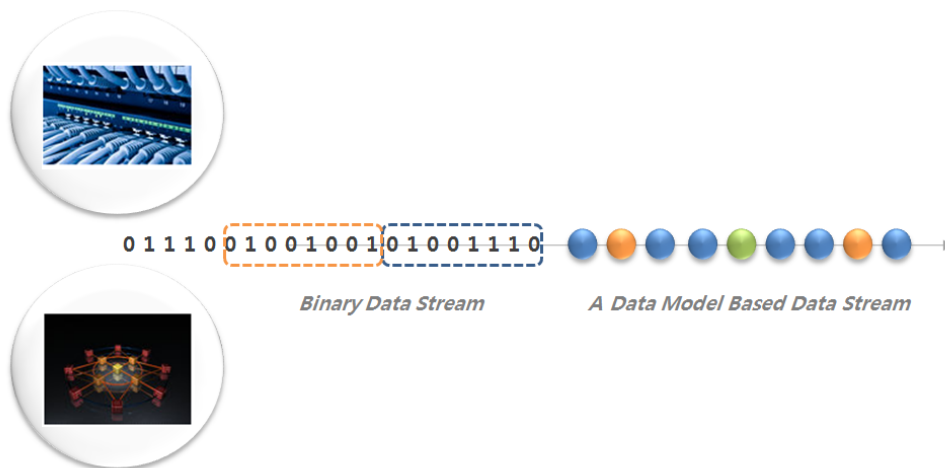 0 1 1 1 0 0 1 0 0 1 0 0 1 0 1 0 0 1 1 1 0
Binary Data Stream
A Data Model Based Data Stream